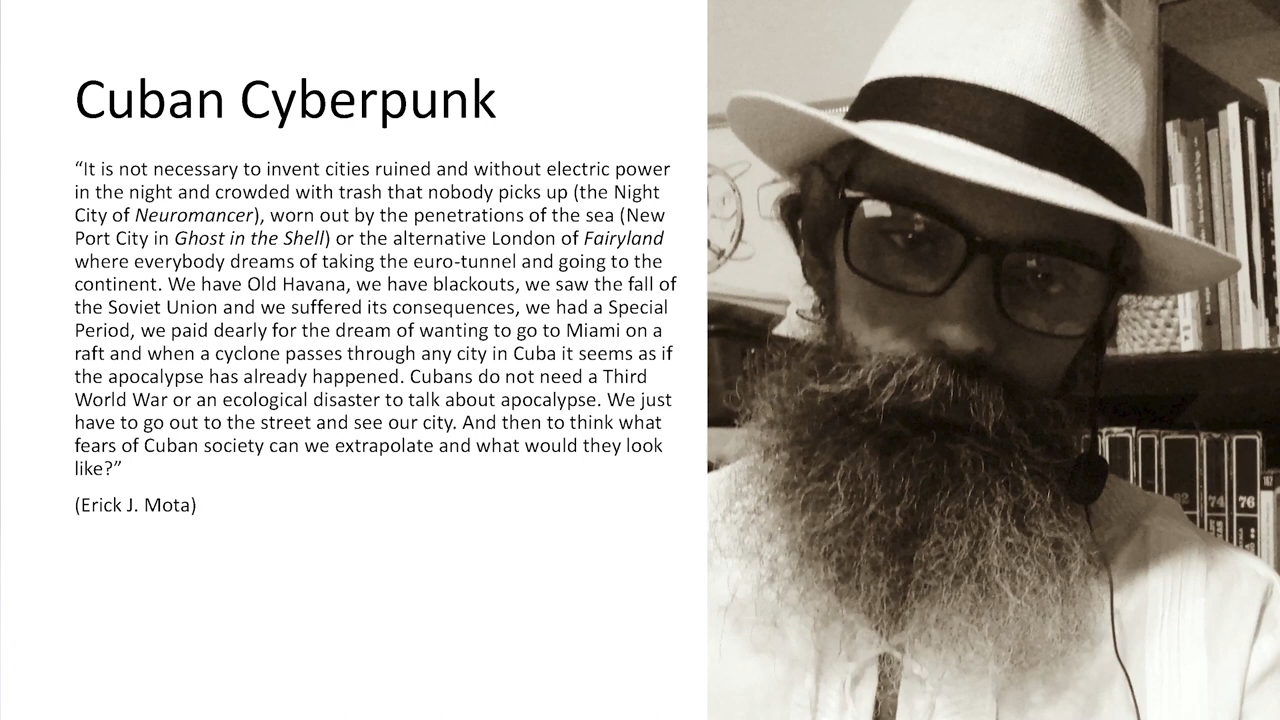 Cuban Cyberpunk
“It is not necessary to invent cities ruined and without electric power
in the night and crowded with trash that nobody picks up (the Night
City of Neuromancer), worn out by the penetrations of the sea (New
Port City in Ghost in the Shell) or the alternative London of Fairyland
where everybody dreams of taking the euro-tunnel and going to the
continent. We have Old Havana, we have blackouts, we saw the fall of
the Soviet Union and we suffered its consequences, we had a Special
Period, we paid dearly for the dream of wanting to go to Miami on a
raft and when a cyclone passes through any city in Cuba it seems as if
the apocalypse has already happened. Cubans do not need a Third
World War or an ecological disaster to talk about apocalypse. We just
have to go out to the street and see our city. And then to think what
fears of Cuban society can we extrapolate and what would they look
like?”
(Erick J. Mota)
74
76